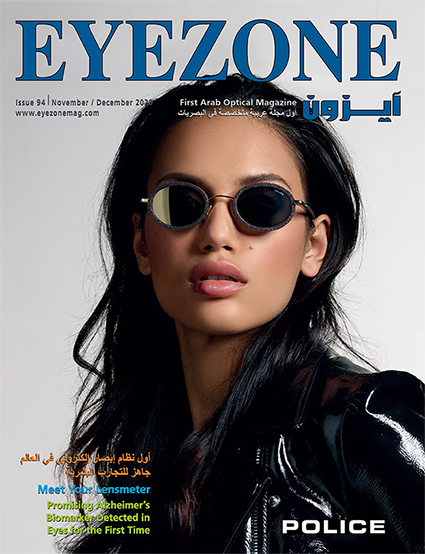 EYEZONE
Issue 94 | November / December
First Arab Optical Magazine آيـزون
www.eyezonemag.com
أول مجلة عربية متخصصة في البصريات
أول نظام إبصار إلكتروني في العالم
جاهز للتجارب البشرية
Meet Your Lensmeter
Promising Alzheimer's
Biomarker Detected in
Eyes for the First Time
POLICE